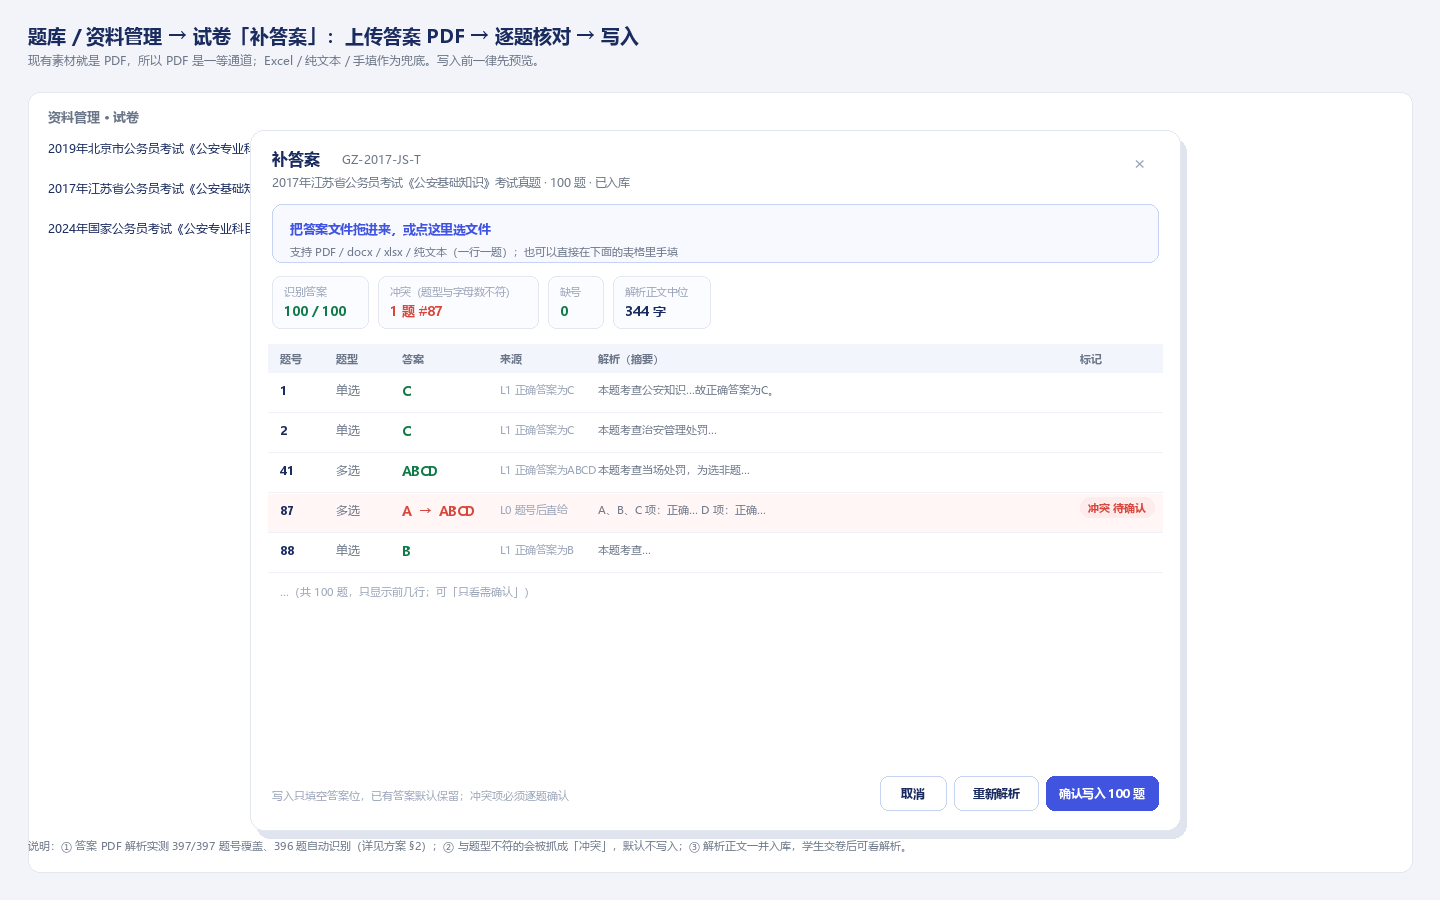 题库 / 资料管理 → 试卷「补答案」：上传答案 PDF → 逐题核对 → 写入
现有素材就是 PDF，所以 PDF 是一等通道；Excel / 纯文本 / 手填作为兜底。写入前一律先预览。
资料管理 • 试卷
2019年北京市公务员考试《公安专业科
2017年江苏省公务员考试《公安基础知
2024年国家公务员考试《公安专业科目
补答案 GZ-2017-JS-T
×
2017年江苏省公务员考试《公安基础知识》考试真题 · 100 题 · 已入库
把答案文件拖进来，或点这里选文件
支持 PDF / docx / xlsx / 纯文本（一行一题）；也可以直接在下面的表格里手填
识别答案
100 / 100
冲突（题型与字母数不符）
1 题 #87
缺号
0
解析正文中位
344 字
题号 题型 答案 来源 解析（摘要） 标记
1 单选 C L1 正确答案为C 本题考查公安知识…故正确答案为C。
2 单选 C L1 正确答案为C 本题考查治安管理处罚…
41 多选 ABCD L1 正确答案为ABCD 本题考查当场处罚，为选非题…
87 多选 A → ABCD L0 题号后直给 A、B、C 项：正确… D 项：正确… 冲突 待确认
88 单选 B L1 正确答案为B 本题考查…
…（共 100 题，只显示前几行；可「只看需确认」）
写入只填空答案位，已有答案默认保留；冲突项必须逐题确认
取消 重新解析 确认写入 100 题
说明：① 答案 PDF 解析实测 397/397 题号覆盖、396 题自动识别（详见方案 §2）；② 与题型不符的会被抓成「冲突」，默认不写入；③ 解析正文一并入库，学生交卷后可看解析。